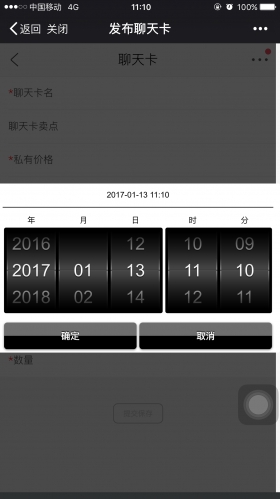 中国移动 4G 11:10 100%
返回 关闭 发布聊天卡
聊天卡
*聊天卡名
聊天卡卖点
*私有价格
2017-01-13 11:10
年 月 日 时 分
2016 12 10 09
2017 01 13 11 10
2018 02 14 12 11
确定 取消
*数量